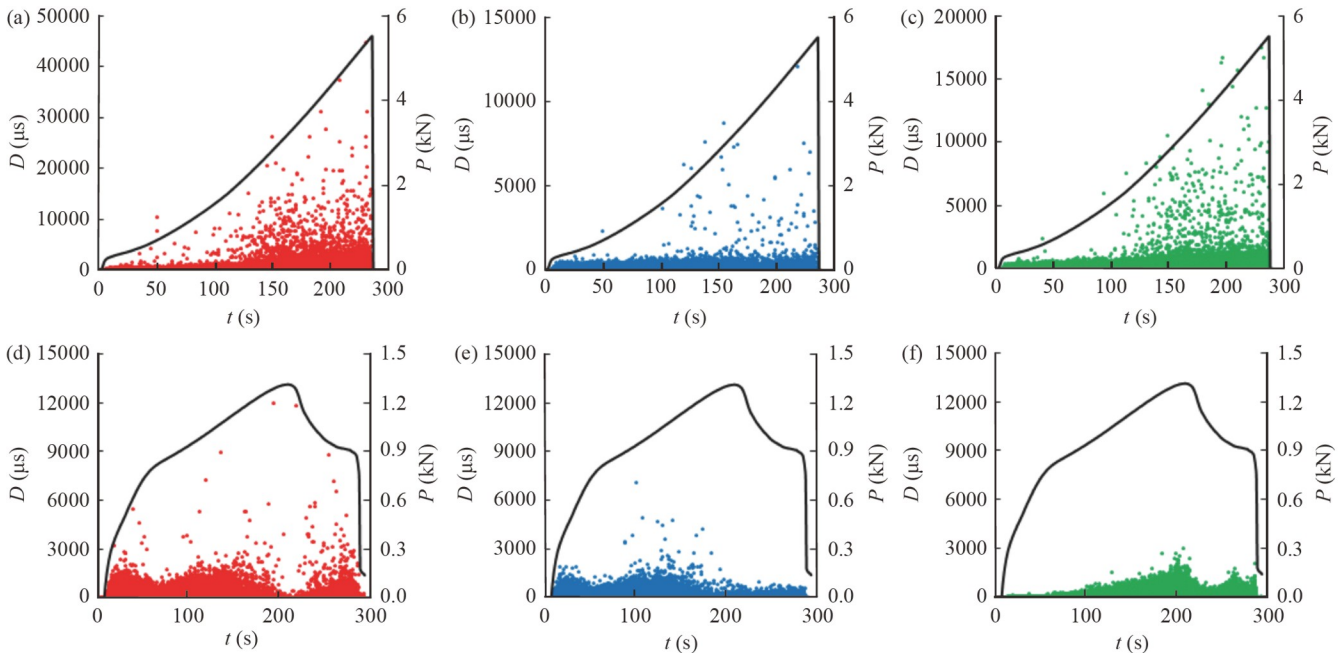 (a) 50000 6
40000
4
30000
D (μs) P (kN)
20000
2
10000
0 0
0 50 100 150 200 250 300
t (s)
(b) 15000 6
10000 4
D (μs) P (kN)
5000 2
0 0
0 50 100 150 200 250 300
t (s)
(c) 20000 6
15000
4
D (μs) P (kN)
10000
2
5000
0 0
0 50 100 150 200 250 300
t (s)
(d) 15000 1.5
12000 1.2
9000 0.9
D (μs) P (kN)
6000 0.6
3000 0.3
0 0.0
0 100 200 300
t (s)
(e) 15000 1.5
12000 1.2
9000 0.9
D (μs) P (kN)
6000 0.6
3000 0.3
0 0.0
0 100 200 300
t (s)
(f) 15000 1.5
12000 1.2
9000 0.9
D (μs) P (kN)
6000 0.6
3000 0.3
0 0.0
0 100 200 300
t (s)